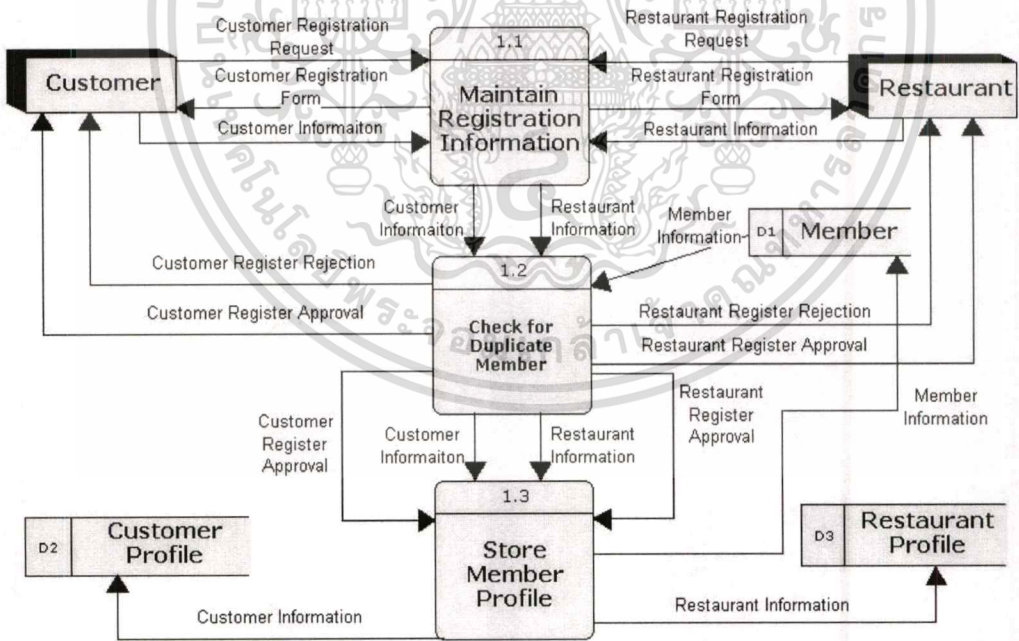 Customer Registration
Request
Restaurant Registration
Request
1.1
Customer
Customer Registration
Form
Maintain
Registration
Information
Restaurant Registration
Form
Restaurant
Customer Informaiton
Restaurant Information
Customer
Informaiton
Restaurant
Information
Member
Information
D1
Member
1.2
Customer Register Rejection
Customer Register Approval
Check for
Duplicate
Member
Restaurant Register Rejection
Restaurant Register Approval
Customer
Register
Approval
Customer
Informaiton
Restaurant
Information
Restaurant
Register
Approval
Member
Information
1.3
D2
Customer
Profile
Store
Member
Profile
D3
Restaurant
Profile
Customer Information
Restaurant Information